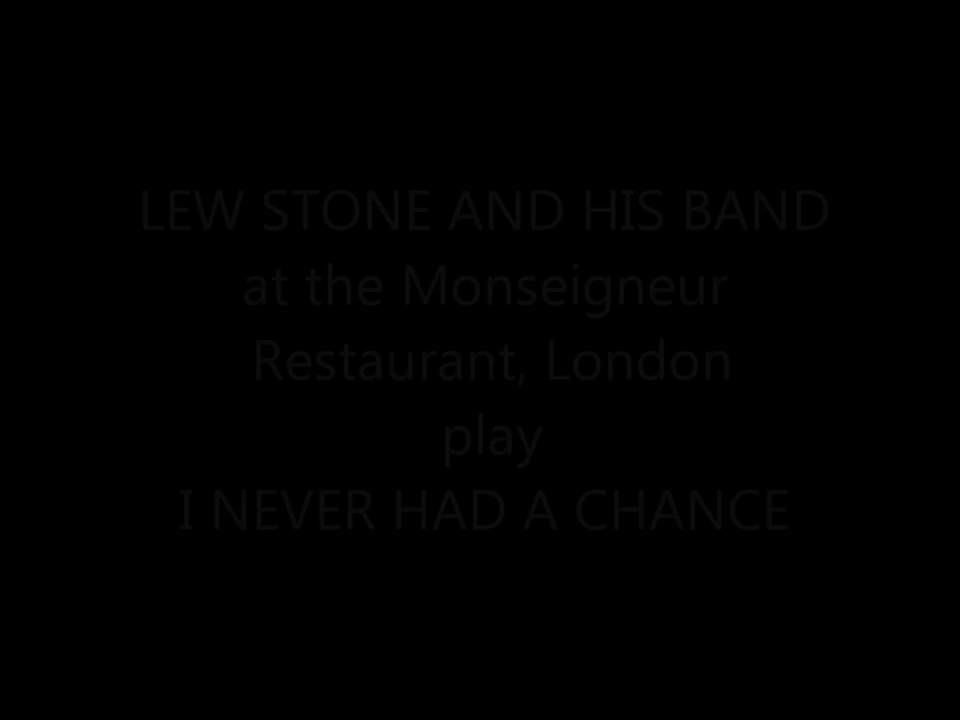 LEW STONE AND HIS BAND
at the Monseigneur
Restaurant, London
play
I NEVER HAD A CHANCE